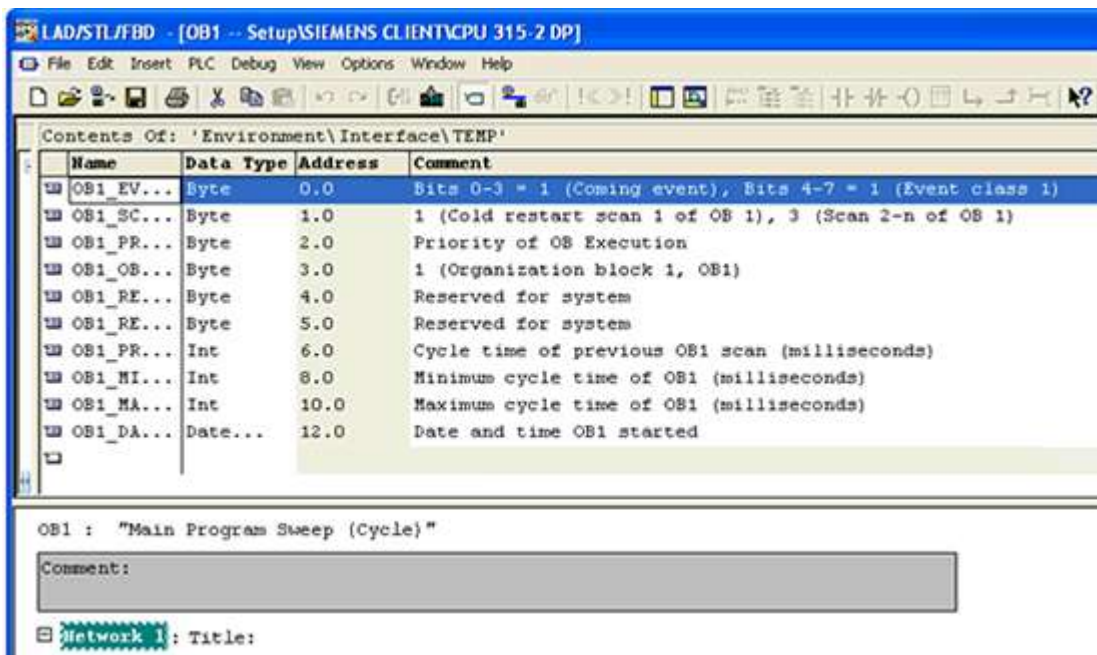 LAD/STL/FBD - [OB1 -- Setup\SIEMENS CLIENT\CPU 315-2 DP]
File Edit Insert PLC Debug View Options Window Help
Contents Of: 'Environment\Interface\TEMP'
Name Data Type Address Comment
OB1_EV... Byte 0.0 Bits 0-3 = 1 (Coming event), Bits 4-7 = 1 (Event class 1)
OB1_SC... Byte 1.0 1 (Cold restart scan 1 of OB 1), 3 (Scan 2-n of OB 1)
OB1_PR... Byte 2.0 Priority of OB Execution
OB1_OB... Byte 3.0 1 (Organization block 1, OB1)
OB1_RE... Byte 4.0 Reserved for system
OB1_RE... Byte 5.0 Reserved for system
OB1_PR... Int 6.0 Cycle time of previous OB1 scan (milliseconds)
OB1_MI... Int 8.0 Minimum cycle time of OB1 (milliseconds)
OB1_MA... Int 10.0 Maximum cycle time of OB1 (milliseconds)
OB1_DA... Date... 12.0 Date and time OB1 started
OB1 : "Main Program Sweep (Cycle)"
Comment:
Network 1 : Title: